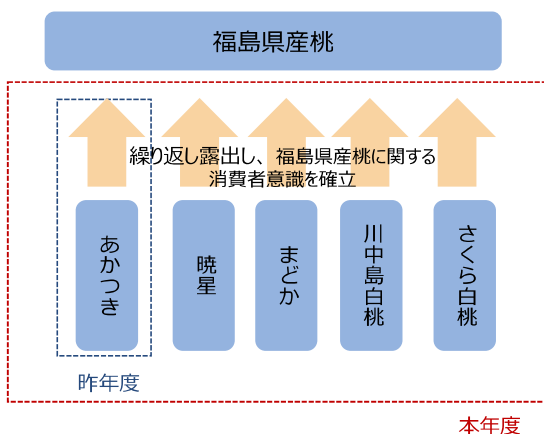 福島県産桃
繰り返し露出し、福島県産桃に関する
消費者意識を確立
あかつき
暁星
まどか
川中島白桃
さくら白桃
昨年度
本年度